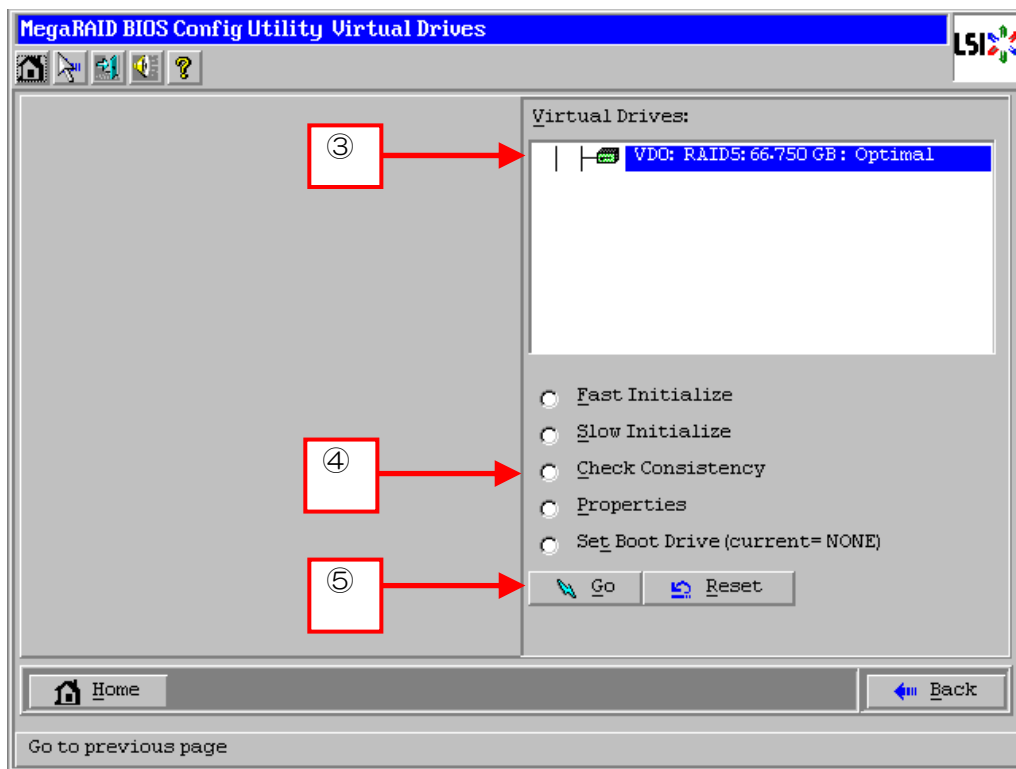 MegaRAID BIOS Config Utility Virtual Drives
LSI
Virtual Drives:
③
VD0: RAID5: 66.750 GB: Optimal
Fast Initialize
Slow Initialize
④
Check Consistency
Properties
Set Boot Drive (current= NONE)
⑤
Go
Reset
Home
Back
Go to previous page